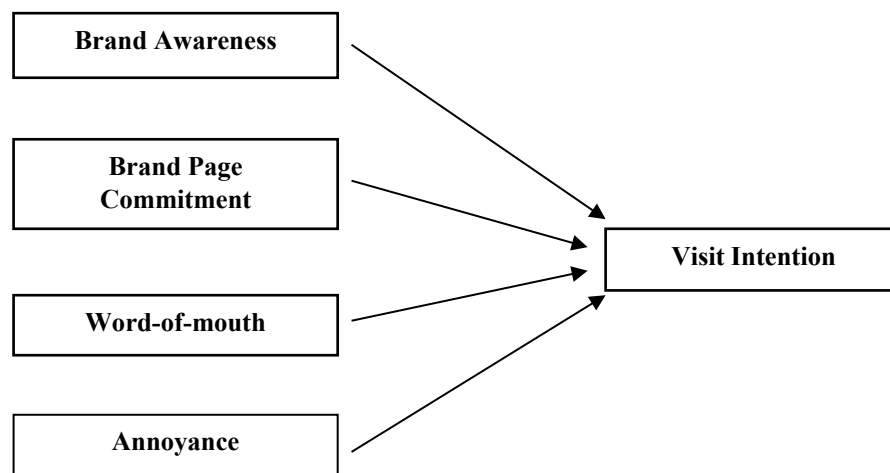 Brand Awareness
Brand Page
Commitment
Visit Intention
Word-of-mouth
Annoyance